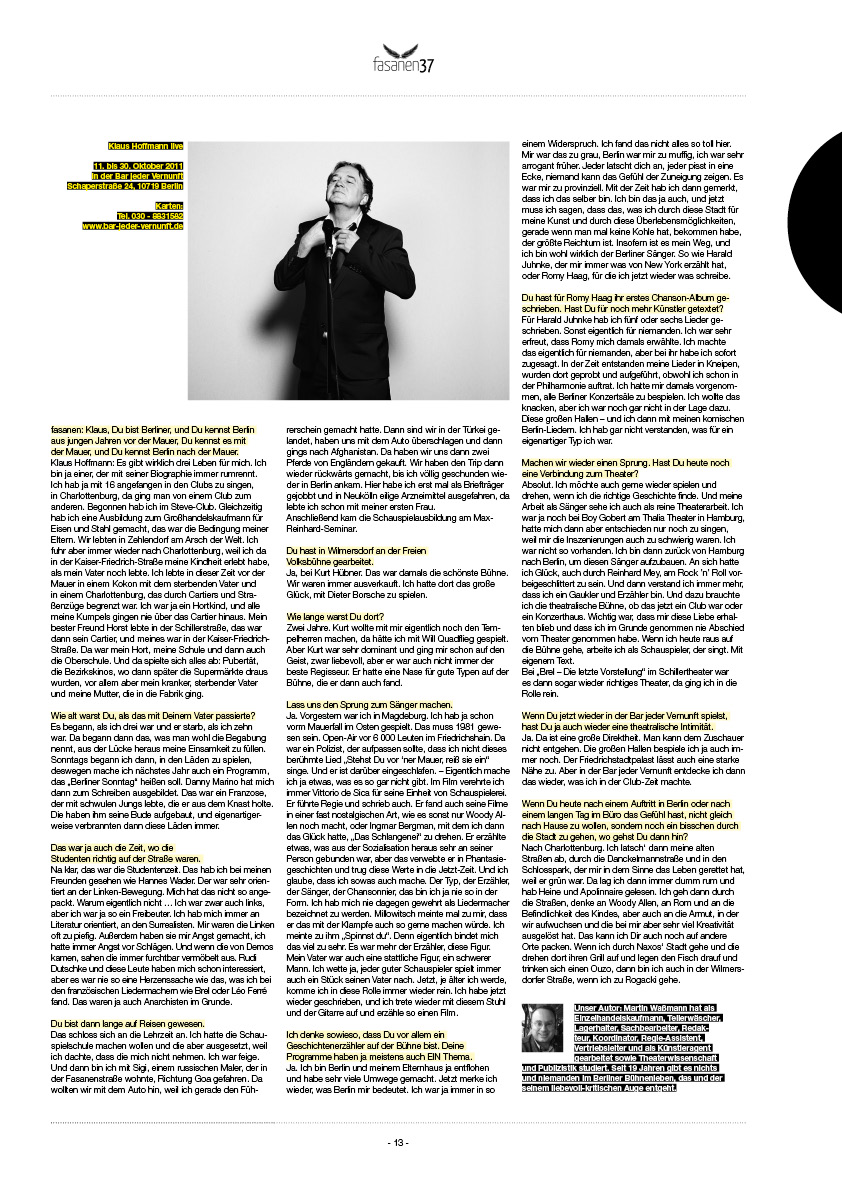 fasanen37
Klaus Hoffmann live
11. bis 30. Oktober 2011
in der Bar jeder Vernunft
Schaperstraße 24, 10719 Berlin
Karten:
Tel. 030 - 8831582
www.bar-jeder-vernunft.de
fasanen: Klaus, Du bist Berliner, und Du kennst Berlin
aus jungen Jahren vor der Mauer, Du kennst es mit
der Mauer, und Du kennst Berlin nach der Mauer.
Klaus Hoffmann: Es gibt wirklich drei Leben für mich. Ich
bin ja einer, der mit seiner Biographie immer rumrennt.
Ich hab ja mit 16 angefangen in den Clubs zu singen,
in Charlottenburg, da ging man von einem Club zum
anderen. Begonnen hab ich im Steve-Club. Gleichzeitig
hab ich eine Ausbildung zum Großhandelskaufmann für
Eisen und Stahl gemacht, das war die Bedingung meiner
Eltern. Wir lebten in Zehlendorf am Arsch der Welt. Ich
fuhr aber immer wieder nach Charlottenburg, weil ich da
in der Kaiser-Friedrich-Straße meine Kindheit erlebt habe,
als mein Vater noch lebte. Ich lebte in dieser Zeit vor der
Mauer in einem Kokon mit dem sterbenden Vater und
in einem Charlottenburg, das durch Cartiers und Stra-
ßenzüge begrenzt war. Ich war ja ein Hortkind, und alle
meine Kumpels gingen nie über das Cartier hinaus. Mein
bester Freund Horst lebte in der Schillerstraße, das war
dann sein Cartier, und meines war in der Kaiser-Friedrich-
Straße. Da war mein Hort, meine Schule und dann auch
die Oberschule. Und da spielte sich alles ab: Pubertät,
die Bezirkskinos, wo dann später die Supermärkte draus
wurden, vor allem aber mein kranker, sterbender Vater
und meine Mutter, die in die Fabrik ging.
Wie alt warst Du, als das mit Deinem Vater passierte?
Es begann, als ich drei war und er starb, als ich zehn
war. Da begann dann das, was man wohl die Begabung
nennt, aus der Lücke heraus meine Einsamkeit zu füllen.
Sonntags begann ich dann, in den Läden zu spielen,
deswegen mache ich nächstes Jahr auch ein Programm,
das „Berliner Sonntag“ heißen soll. Danny Marino hat mich
dann zum Schreiben ausgebildet. Das war ein Franzose,
der mit schwulen Jungs lebte, die er aus dem Knast holte.
Die haben ihm seine Bude aufgebaut, und eigentmiger-
weise verbrannten dann diese Läden immer.
Das war ja auch die Zeit, wo die
Studenten richtig auf der Straße waren.
Na klar, das war die Studentenzeit. Das hab ich bei meinen
Freunden gesehen wie Hannes Wader. Der war sehr orien-
tiert an der Linken-Bewegung. Mich hat das nicht so ange-
packt. Warum eigentlich nicht ... Ich war zwar auch links,
aber ich war ja so ein Freibeuter. Ich hab mich immer an
Literatur orientiert, an den Surrealisten. Mir waren die Linken
oft zu piefig. Außerdem haben sie mir Angst gemacht, ich
hatte immer Angst vor Schlägen. Und wenn die von Demos
kamen, sahen die immer furchtbar vermöbelt aus. Rudi
Dutschke und diese Leute haben mich schon interessiert,
aber es war nie so eine Herzenssache wie das, was ich bei
den französischen Liedermachern wie Brel oder Léo Ferré
fand. Das waren ja auch Anarchisten im Grunde.
Du bist dann lange auf Reisen gewesen.
Das schloss sich an die Lehrzeit an. Ich hatte die Schau-
spielschule machen wollen und die aber ausgesetzt, weil
ich dachte, dass die mich nicht nehmen. Ich war feige.
Und dann bin ich mit Sigi, einem russischen Maler, der in
der Fasanenstraße wohnte, Richtung Goa gefahren. Da
wollten wir mit dem Auto hin, weil ich gerade den Füh-
rerschein gemacht hatte. Dann sind wir in der Türkei ge-
landet, haben uns mit dem Auto überschlagen und dann
gings nach Afghanistan. Da haben wir uns dann zwei
Pferde von Engländern gekauft. Wir haben den Trip dann
wieder rückwärts gemacht, bis ich völlig geschunden wie-
der in Berlin ankam. Hier habe ich erst mal als Briefträger
gejobbt und in Neukölln eilige Arzneimittel ausgefahren, da
lebte ich schon mit meiner ersten Frau.
Anschließend kam die Schauspielausbildung am Max-
Reinhard-Seminar.
Du hast in Wilmersdorf an der Freien
Volksbühne gearbeitet.
Ja, bei Kurt Hübner. Das war damals die schönste Bühne.
Wir waren immer ausverkauft. Ich hatte dort das große
Glück, mit Dieter Borsche zu spielen.
Wie lange warst Du dort?
Zwei Jahre. Kurt wollte mit mir eigentlich noch den Tem-
pelherren machen, da hätte ich mit Will Quadflieg gespielt.
Aber Kurt war sehr dominant und ging mir schon auf den
Geist, zwar liebevoll, aber er war auch nicht immer der
beste Regisseur. Er hatte eine Nase für gute Typen auf der
Bühne, die er dann auch fand.
Lass uns den Sprung zum Sänger machen.
Ja. Vorgestern war ich in Magdeburg. Ich hab ja schon
vorm Mauerfall im Osten gespielt. Das muss 1981 gewe-
sen sein. Open-Air vor 6 000 Leuten im Friedrichshain. Da
war ein Polizist, der aufpassen sollte, dass ich nicht dieses
berühmte Lied „Stehst Du vor ’ner Mauer, reiß sie ein“
singe. Und er ist darüber eingeschlafen. – Eigentlich mache
ich ja etwas, was es so gar nicht gibt. Im Film verehrte ich
immer Vittorio de Sica für seine Einheit von Schauspielerei.
Er führte Regie und schrieb auch. Er fand auch seine Filme
in einer fast nostalgischen Art, wie es sonst nur Woody Al-
len noch macht, oder Ingmar Bergman, mit dem ich dann
das Glück hatte, „Das Schlangenei“ zu drehen. Er erzählte
etwas, was aus der Sozialisation heraus sehr an seiner
Person gebunden war, aber das verwebte er in Phantasie-
geschichten und trug diese Werte in die Jetzt-Zeit. Und ich
glaube, dass ich sowas auch mache. Der Typ, der Erzähler,
der Sänger, der Chansonnier, das bin ich ja nie so in der
Form. Ich hab mich nie dagegen gewehrt als Liedermacher
bezeichnet zu werden. Millowitsch meinte mal zu mir, dass
er das mit der Klampfe auch so gerne machen würde. Ich
meinte zu ihm „Spinnst du“. Denn eigentlich bindet mich
das viel zu sehr. Es war mehr der Erzähler, diese Figur.
Mein Vater war auch eine stattliche Figur, ein schwerer
Mann. Ich wette ja, jeder guter Schauspieler spielt immer
auch ein Stück seinen Vater nach. Jetzt, je älter ich werde,
komme ich in diese Rolle immer wieder rein. Ich habe jetzt
wieder geschrieben, und ich trete wieder mit diesem Stuhl
und der Gitarre auf und erzähle so einen Film.
Ich denke sowieso, dass Du vor allem ein
Geschichtenerzähler auf der Bühne bist. Deine
Programme haben ja meistens auch EIN Thema.
Ja. Ich bin Berlin und meinem Elternhaus ja entflohen
und habe sehr viele Umwege gemacht. Jetzt merke ich
wieder, was Berlin mir bedeutet. Ich war ja immer in so
einem Widerspruch. Ich fand das nicht alles so toll hier.
Mir war das zu grau, Berlin war mir zu muffig, ich war sehr
arrogant früher. Jeder latscht dich an, jeder pisst in eine
Ecke, niemand kann das Gefühl der Zuneigung zeigen. Es
war mir zu provinziell. Mit der Zeit hab ich dann gemerkt,
dass ich das selber bin. Ich bin das ja auch, und jetzt
muss ich sagen, dass das, was ich durch diese Stadt für
meine Kunst und durch diese Überlebensmöglichkeiten,
gerade wenn man mal keine Kohle hat, bekommen habe,
der größte Reichtum ist. Insofern ist es mein Weg, und
ich bin wohl wirklich der Berliner Sänger. So wie Harald
Juhnke, der mir immer was von New York erzählt hat,
oder Romy Haag, für die ich jetzt wieder was schreibe.
Du hast für Romy Haag ihr erstes Chanson-Album ge-
schrieben. Hast Du für noch mehr Künstler getextet?
Für Harald Juhnke hab ich fünf oder sechs Lieder ge-
schrieben. Sonst eigentlich für niemanden. Ich war sehr
erfreut, dass Romy mich damals erwählte. Ich machte
das eigentlich für niemanden, aber bei ihr habe ich sofort
zugesagt. In der Zeit entstanden meine Lieder in Kneipen,
wurden dort geprobt und aufgeführt, obwohl ich schon in
der Philharmonie auftrat. Ich hatte mir damals vorgenom-
men, alle Berliner Konzertsäle zu bespielen. Ich wollte das
knacken, aber ich war noch gar nicht in der Lage dazu.
Diese großen Hallen – und ich dann mit meinen komischen
Berlin-Liedern. Ich hab gar nicht verstanden, was für ein
eigenartiger Typ ich war.
Machen wir wieder einen Sprung. Hast Du heute noch
eine Verbindung zum Theater?
Absolut. Ich möchte auch gerne wieder spielen und
drehen, wenn ich die richtige Geschichte finde. Und meine
Arbeit als Sänger sehe ich auch als reine Theaterarbeit. Ich
war ja noch bei Boy Gobert am Thalia Theater in Hamburg,
hatte mich dann aber entschieden nur noch zu singen,
weil mir die Inszenierungen auch zu schwierig waren. Ich
war nicht so vorhanden. Ich bin dann zurück von Hamburg
nach Berlin, um diesen Sänger aufzubauen. An sich hatte
ich Glück, auch durch Reinhard Mey, am Rock ’n’ Roll vor-
beigeschlittert zu sein. Und dann verstand ich immer mehr,
dass ich ein Gaukler und Erzähler bin. Und dazu brauchte
ich die theatralische Bühne, ob das jetzt ein Club war oder
ein Konzerthaus. Wichtig war, dass mir diese Liebe erhal-
ten blieb und dass ich im Grunde genommen nie Abschied
vom Theater genommen habe. Wenn ich heute raus auf
die Bühne gehe, arbeite ich als Schauspieler, der singt. Mit
eigenem Text.
Bei „Brel – Die letzte Vorstellung“ im Schillertheater war
es dann sogar wieder richtiges Theater, da ging ich in die
Rolle rein.
Wenn Du jetzt wieder in der Bar jeder Vernunft spielst,
hast Du ja auch wieder eine theatralische Intimität.
Ja. Da ist eine große Direktheit. Man kann dem Zuschauer
nicht entgehen. Die großen Hallen bespiele ich ja auch im-
mer noch. Der Friedrichstadtpalast lässt auch eine starke
Nähe zu. Aber in der Bar jeder Vernunft entdecke ich dann
das wieder, was ich in der Club-Zeit machte.
Wenn Du heute nach einem Auftritt in Berlin oder nach
einem langen Tag im Büro das Gefühl hast, nicht gleich
nach Hause zu wollen, sondern noch ein bisschen durch
die Stadt zu gehen, wo gehst Du dann hin?
Nach Charlottenburg. Ich latsch’ dann meine alten
Straßen ab, durch die Danckelmannstraße und in den
Schlosspark, der mir in dem Sinne das Leben gerettet hat,
weil er grün war. Da lag ich dann immer dumm rum und
hab Heine und Apolinnaire gelesen. Ich geh dann durch
die Straßen, denke an Woody Allen, an Rom und an die
Befindlichkeit des Kindes, aber auch an die Armut, in der
wir aufwuchsen und die bei mir aber sehr viel Kreativität
ausgelöst hat. Das kann ich Dir auch noch auf andere
Orte packen. Wenn ich durch Naxos’ Stadt gehe und die
drehen dort ihren Grill auf und legen den Fisch drauf und
trinken sich einen Ouzo, dann bin ich auch in der Wilmers-
dorfer Straße, wenn ich zu Rogacki gehe.
Unser Autor: Martin Waßmann hat als
Einzelhandelskaufmann, Tellerwäscher,
Lagerhalter, Sachbearbeiter, Redak-
teur, Koordinator, Regie-Assistent,
Vertriebsleiter und als Künstleragent
gearbeitet sowie Theaterwissenschaft
und Publizistik studiert. Seit 19 Jahren gibt es nichts
und niemanden im Berliner Bühnenleben, das und der
seinem liebevoll-kritischen Auge entgeht.
- 13 -